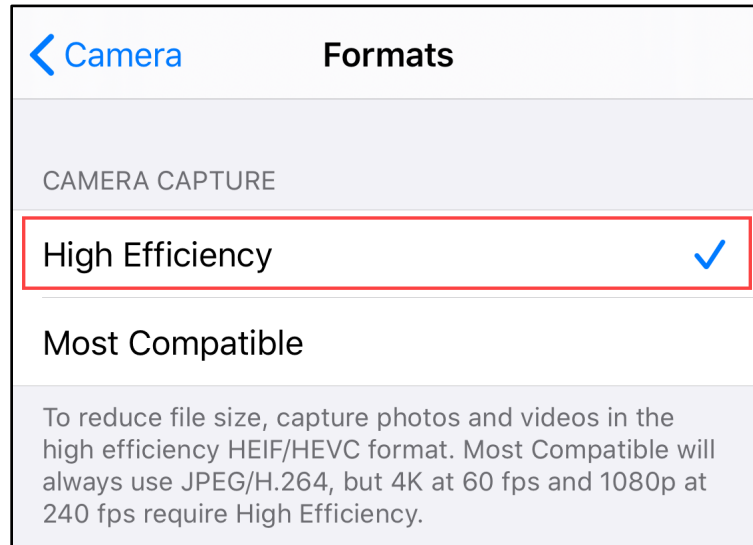 Camera
Formats
CAMERA CAPTURE
High Efficiency
Most Compatible
To reduce file size, capture photos and videos in the
high efficiency HEIF/HEVC format. Most Compatible will
always use JPEG/H.264, but 4K at 60 fps and 1080p at
240 fps require High Efficiency.